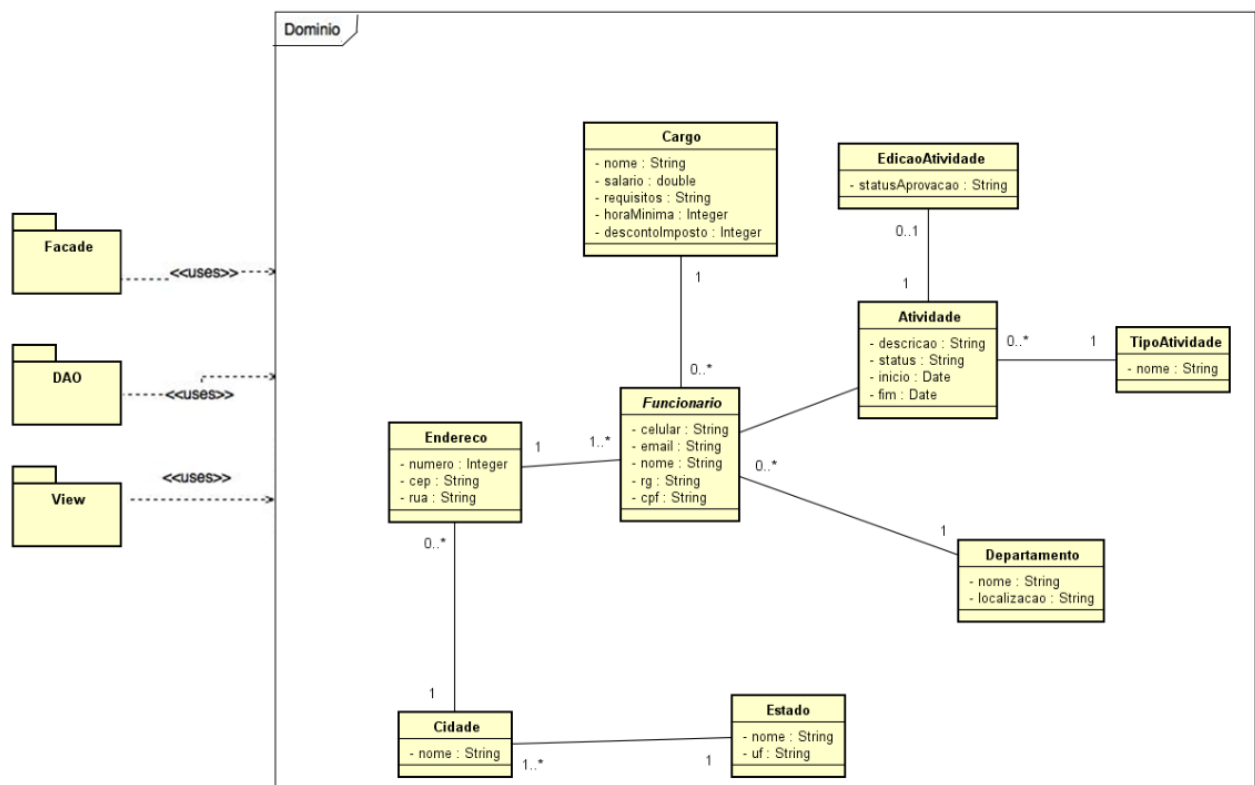 Dominio
Cargo
- nome : String
- salario : double
- requisitos : String
- horaMinima : Integer
- descontoImposto : Integer
EdicaoAtividade
- statusAprovacao : String
Facade
<<uses>>
0..1
1
1
Atividade
- descricao : String
- status : String
- inicio : Date
- fim : Date
0..*
1
TipoAtividade
- nome : String
DAO
<<uses>>
0..*
Funcionario
- celular : String
- email : String
- nome : String
- rg : String
- cpf : String
Endereco
- numero : Integer
- cep : String
- rua : String
1
1..*
0..*
View
<<uses>>
0..*
1
Departamento
- nome : String
- localizacao : String
1
Cidade
- nome : String
1..*
1
Estado
- nome : String
- uf : String